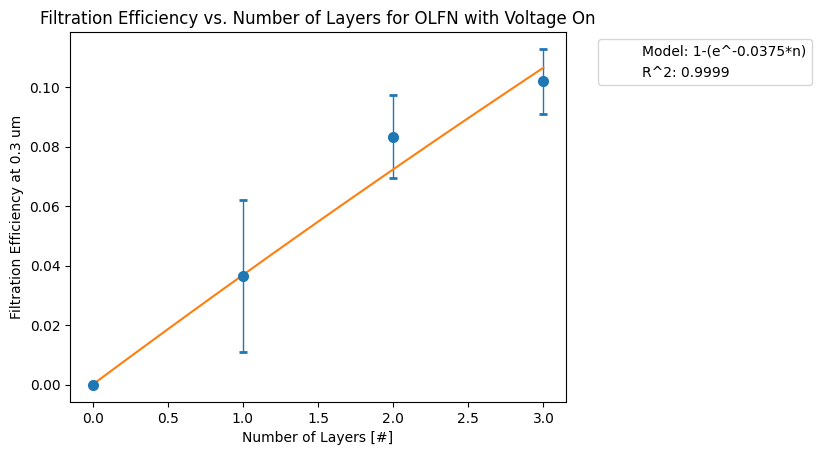 Filtration Efficiency vs. Number of Layers for OLFN with Voltage On
Model: 1-(e^-0.0375*n)
R^2: 0.9999
Filtration Efficiency at 0.3 um
0.10
0.08
0.06
0.04
0.02
0.00
0.0 0.5 1.0 1.5 2.0 2.5 3.0
Number of Layers [#]